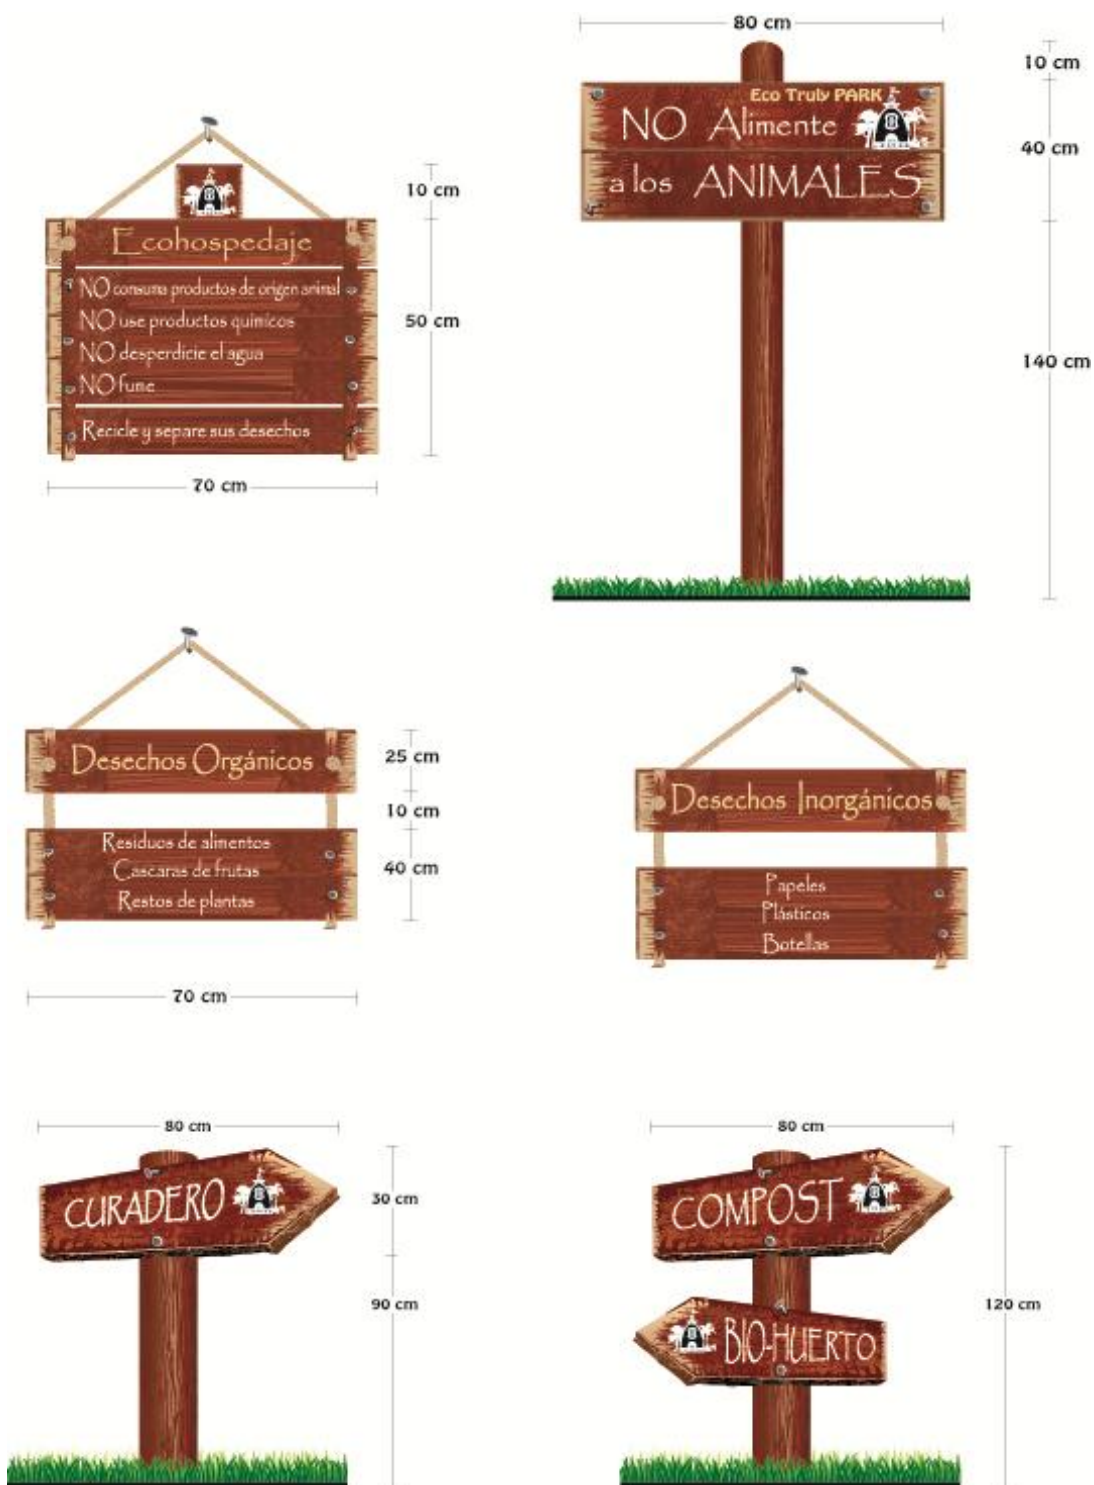 80 cm
10 cm
Eco Truly PARK
NO Alimente
a los ANIMALES
40 cm
140 cm
10 cm
Ecohospedaje
NO consuma productos de origen animal
NO use productos quimicos
NO desperdicie el agua
NO fume
Recicle y separe sus desechos
50 cm
70 cm
Desechos Orgánicos
25 cm
10 cm
Residuos de alimentos
Cascaras de frutas
Restos de plantas
40 cm
70 cm
Desechos Inorgánicos
Papeles
Plásticos
Botellas
80 cm
CURADERO
30 cm
90 cm
80 cm
COMPOST
BIO-HUERTO
120 cm